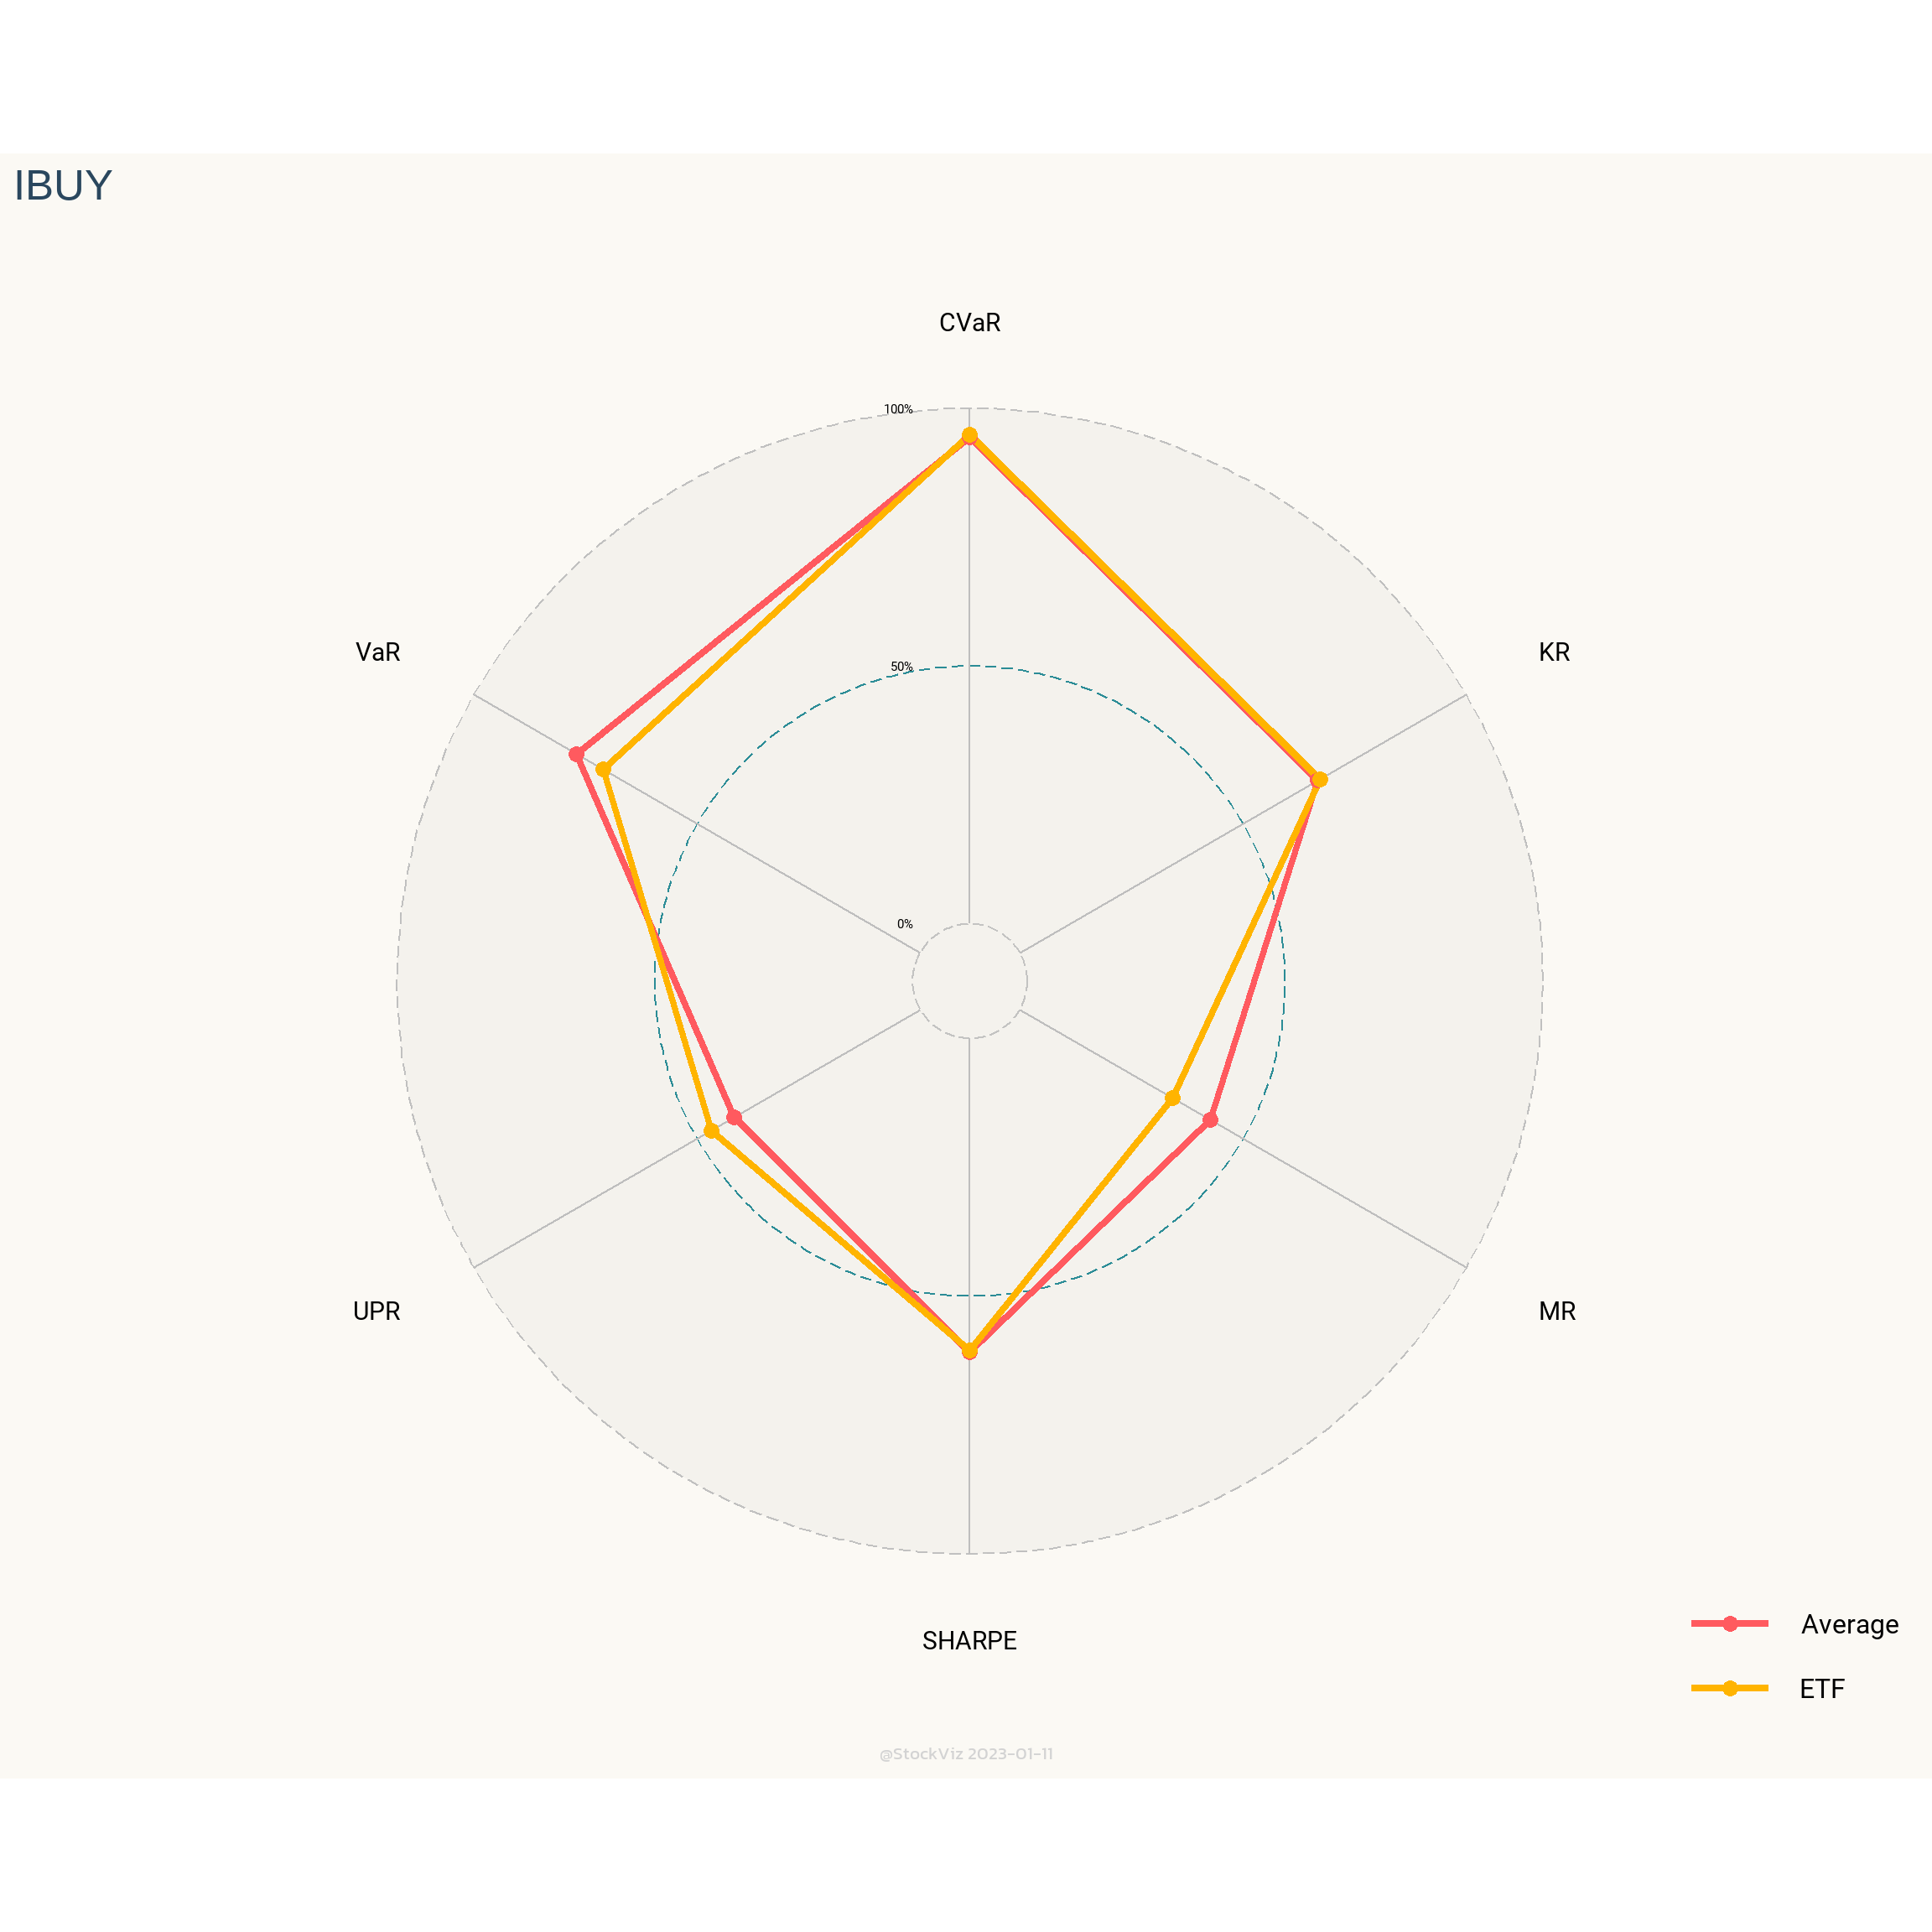 IBUY
CVaR
100%
VaR
KR
50%
0%
UPR
MR
SHARPE
Average
ETF
@StockViz 2023-01-11